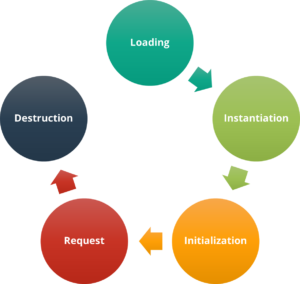 Loading
Instantiation
Initialization
Request
Destruction